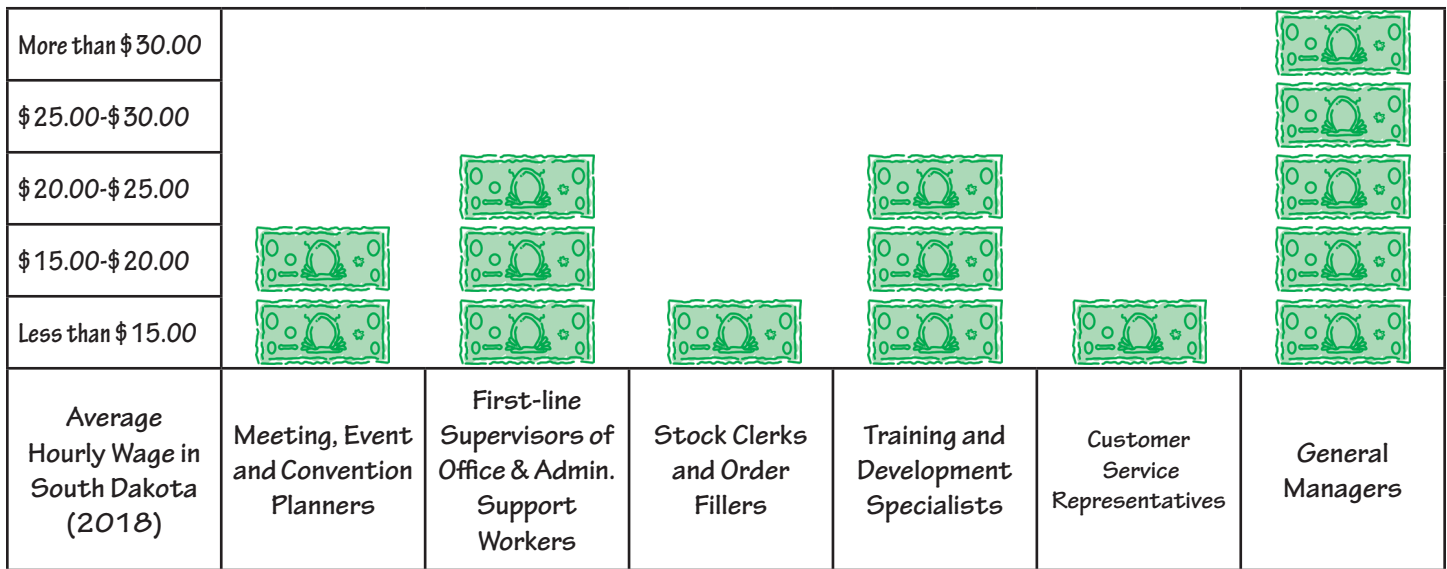 More than $30.00
$25.00-$30.00
$20.00-$25.00
$15.00-$20.00
Less than $15.00
Average
Hourly Wage in
South Dakota
(2018)
Meeting, Event
and Convention
Planners
First-line
Supervisors of
Office & Admin.
Support
Workers
Stock Clerks
and Order
Fillers
Training and
Development
Specialists
Customer
Service
Representatives
General
Managers